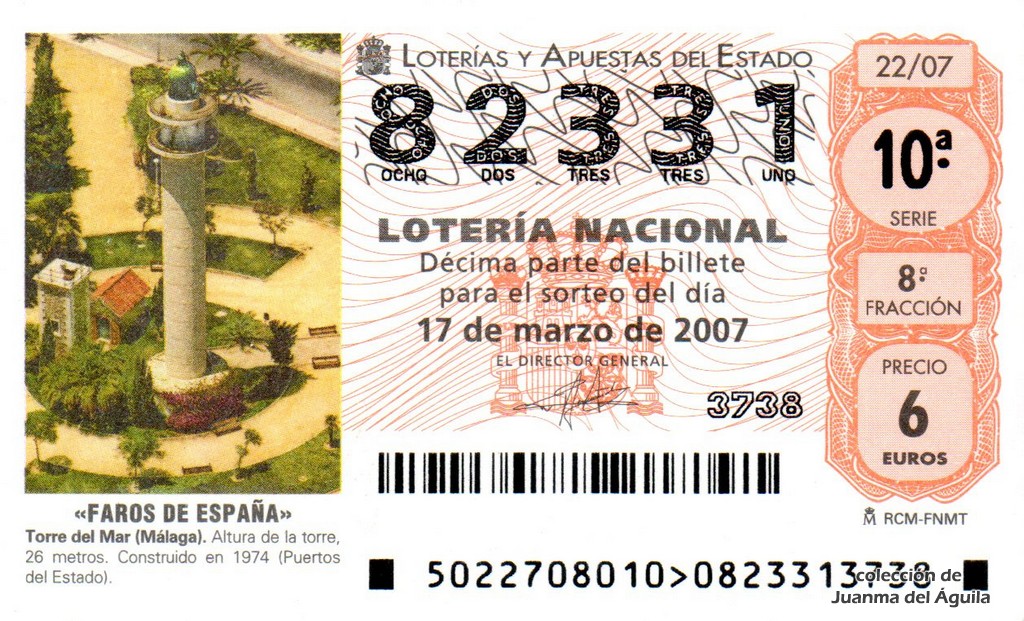 LOTERÍAS Y APUESTAS DEL ESTADO
82331
OCHO DOS TRES TRES UNO
LOTERÍA NACIONAL
Décima parte del billete
para el sorteo del día
17 de marzo de 2007
EL DIRECTOR GENERAL
3738
22/07
10ª
SERIE
8ª
FRACCIÓN
PRECIO
6
EUROS
RCM-FNMT
«FAROS DE ESPAÑA»
Torre del Mar (Málaga). Altura de la torre,
26 metros. Construido en 1974 (Puertos
del Estado).
5022708010>0823313738
colección de
Juanma del Águila